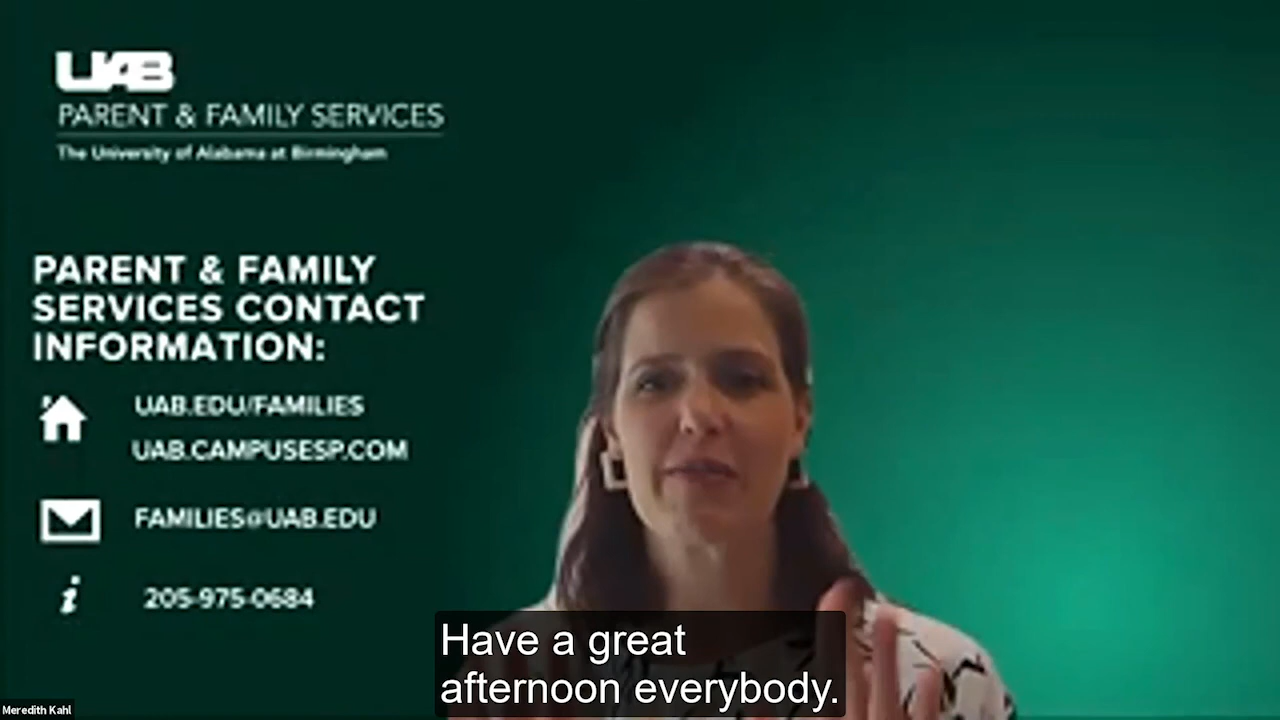 UAB
PARENT & FAMILY SERVICES
The University of Alabama at Birmingham
PARENT & FAMILY
SERVICES CONTACT
INFORMATION:
UAB.EDU/FAMILIES
UAB.CAMPUSESP.COM
FAMILIES@UAB.EDU
205-975-0684
Have a great
afternoon everybody.
Meredith Kahl